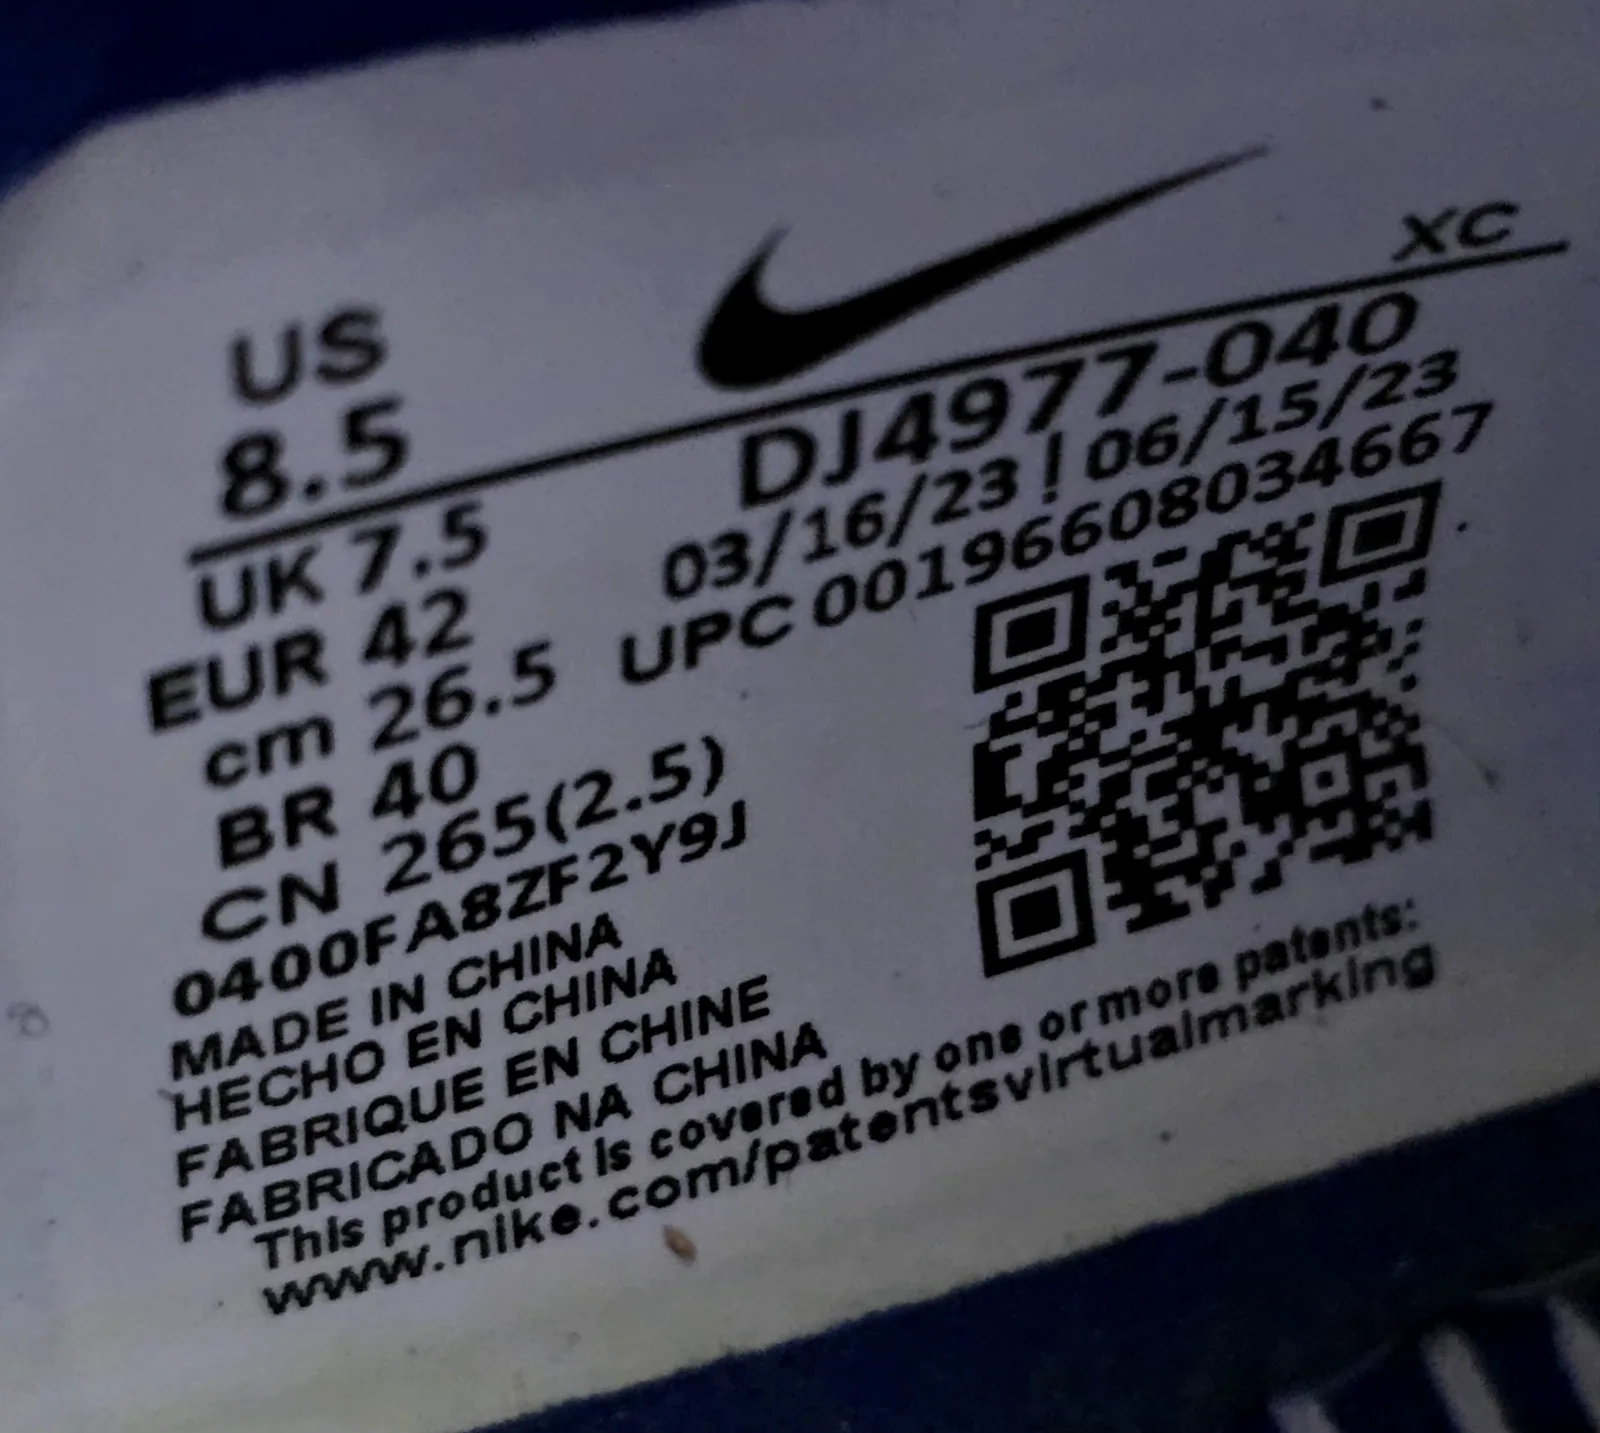 XC
US
8.5
DJ4977-040
03/16/23 ! 06/15/23
UPC 00196608034667
UK 7.5
EUR 42
cm 26.5
BR 40
CN 265(2.5)
0400FA8ZF2Y9J
MADE IN CHINA
HECHO EN CHINA
FABRIQUE EN CHINE
FABRICADO NA CHINA
This product is covered by one or more patents:
www.nike.com/patentsvirtualmarking